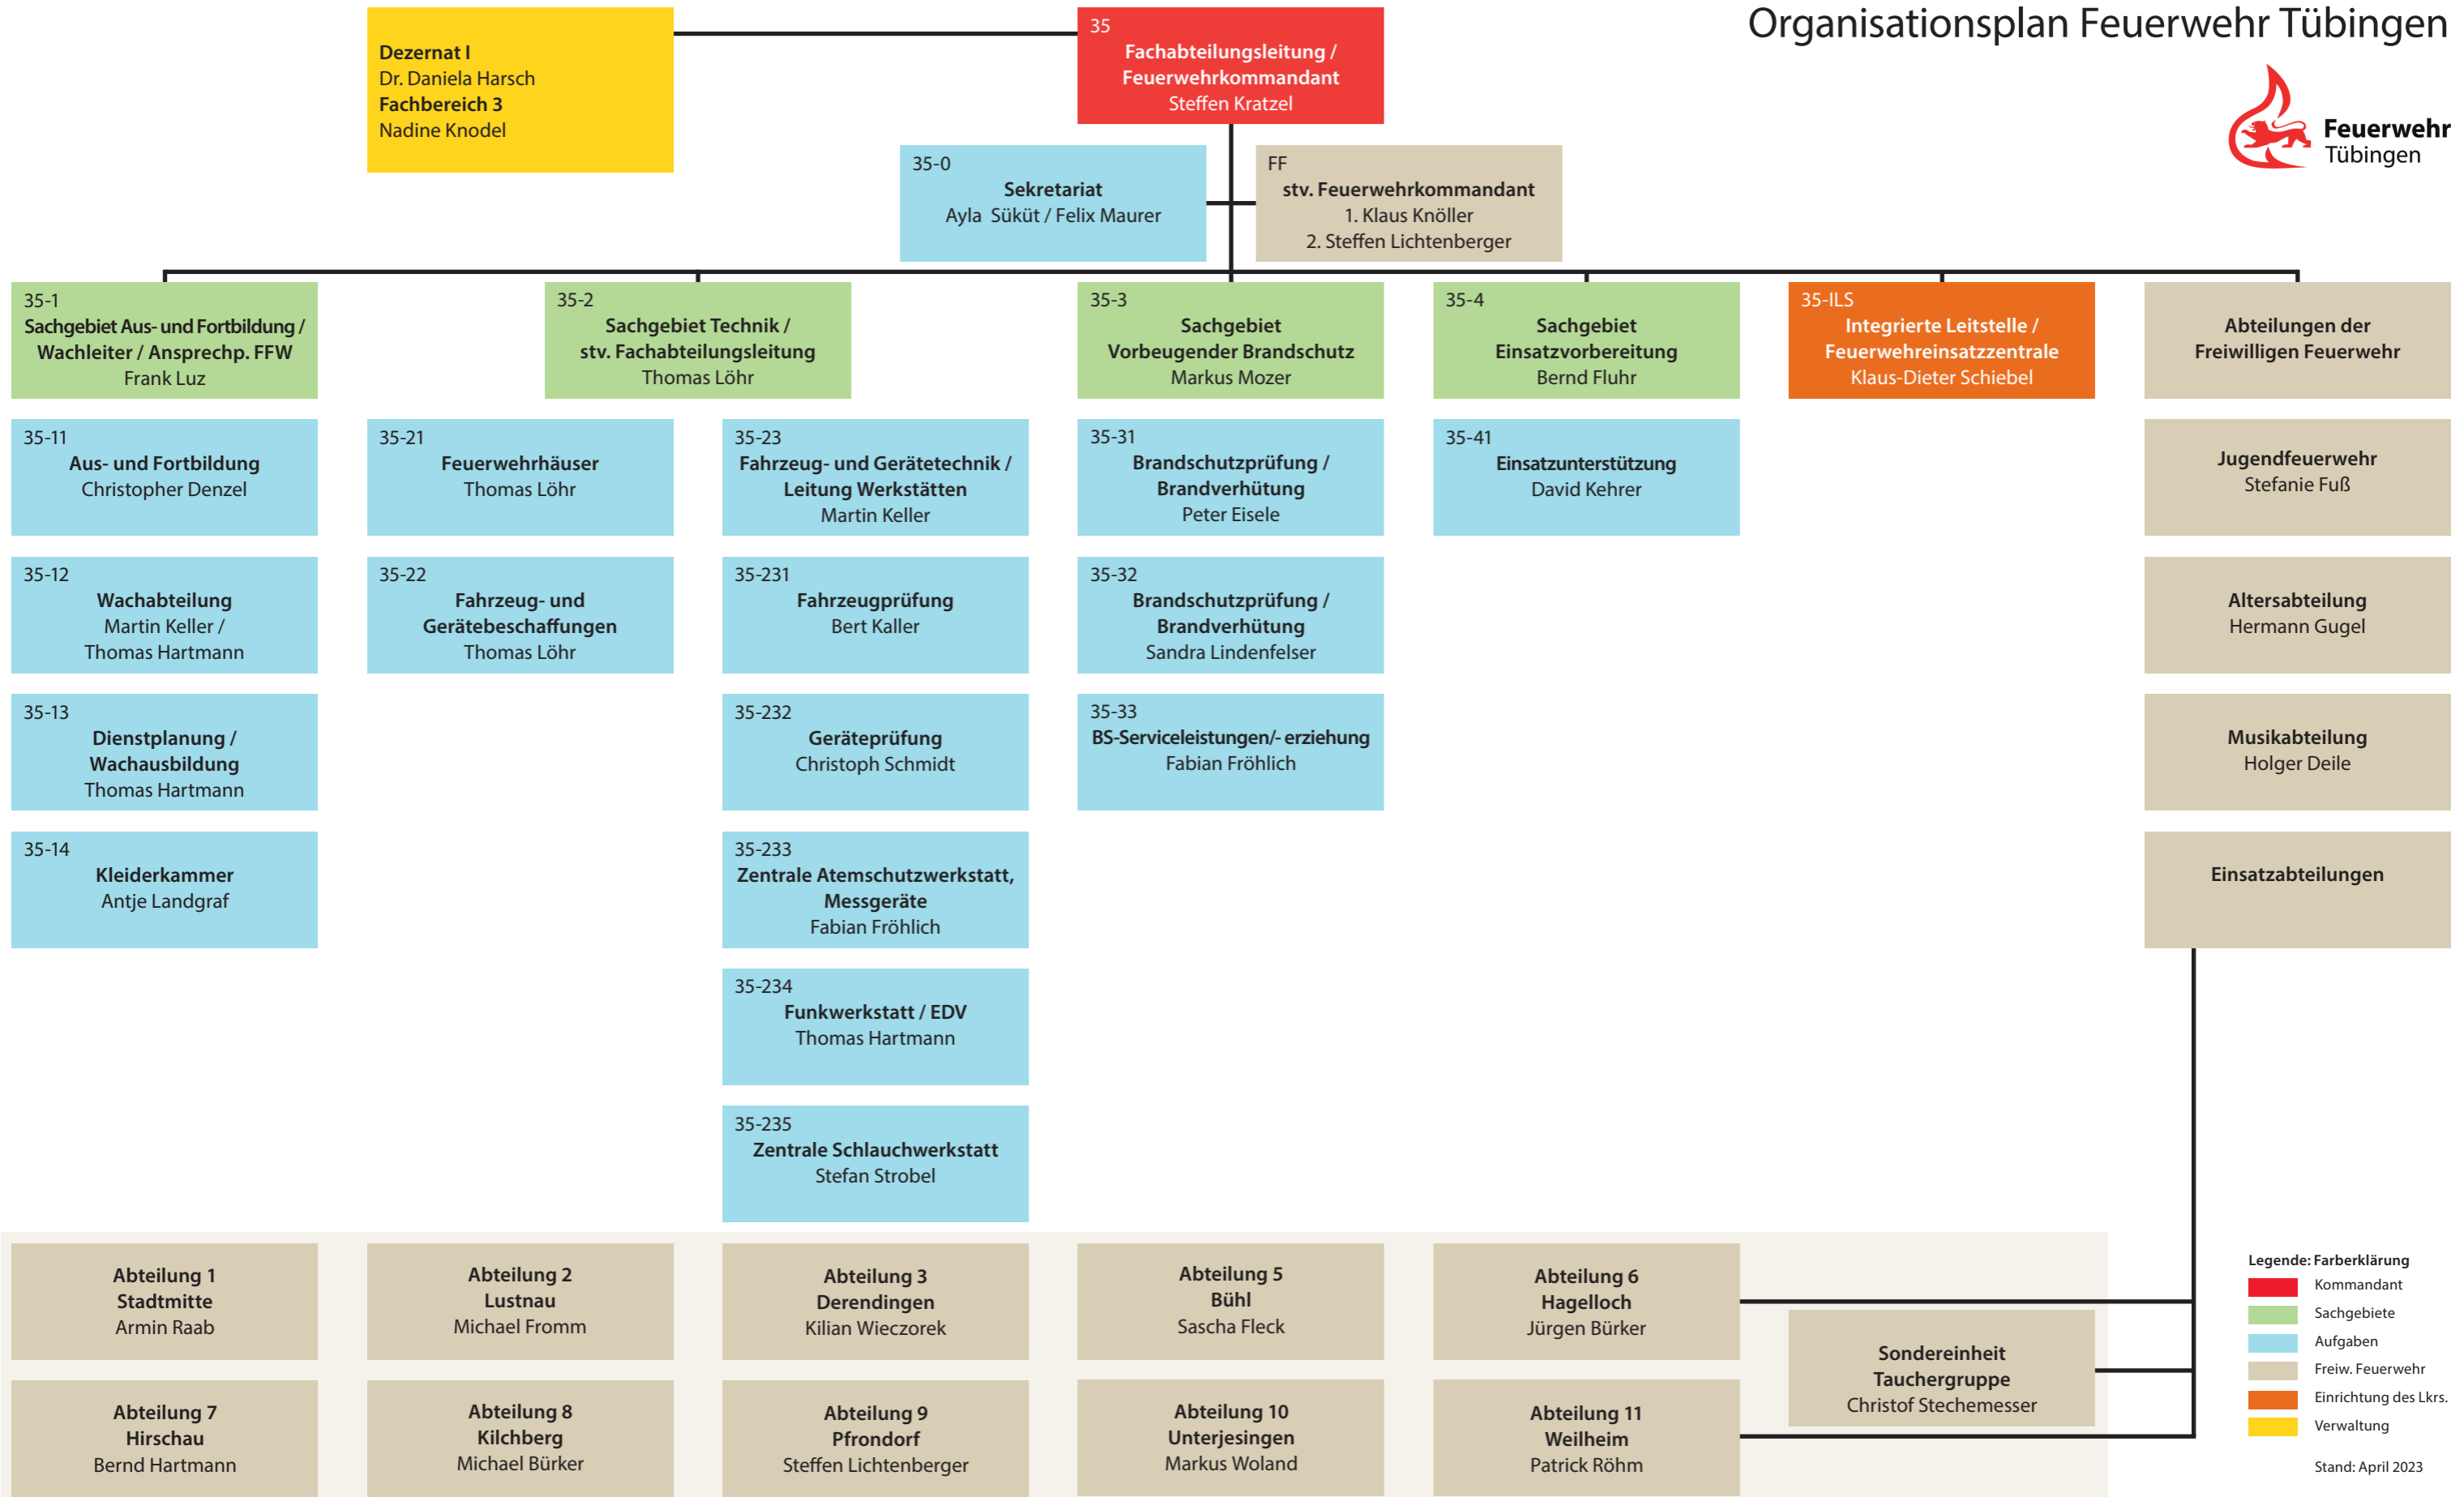 Organisationsplan Feuerwehr Tübingen
Feuerwehr
Tübingen
Dezernat I
Dr. Daniela Harsch
Fachbereich 3
Nadine Knodel
35
Fachabteilungsleitung /
Feuerwehrkommandant
Steffen Kratzel
35-0
Sekretariat
Ayla  Süküt / Felix Maurer
FF
stv. Feuerwehrkommandant
1. Klaus Knöller
2. Steffen Lichtenberger
35-1
Sachgebiet Aus- und Fortbildung /
Wachleiter / Ansprechp. FFW
Frank Luz
35-2
Sachgebiet Technik /
stv. Fachabteilungsleitung
Thomas Löhr
35-3
Sachgebiet
Vorbeugender Brandschutz
Markus Mozer
35-4
Sachgebiet
Einsatzvorbereitung
Bernd Fluhr
35-ILS
Integrierte Leitstelle /
Feuerwehreinsatzzentrale
Klaus-Dieter Schiebel
Abteilungen der
Freiwilligen Feuerwehr
35-11
Aus- und Fortbildung
Christopher Denzel
35-21
Feuerwehrhäuser
Thomas Löhr
35-23
Fahrzeug- und Gerätetechnik /
Leitung Werkstätten
Martin Keller
35-31
Brandschutzprüfung /
Brandverhütung
Peter Eisele
35-41
Einsatzunterstützung
David Kehrer
Jugendfeuerwehr
Stefanie Fuß
35-12
Wachabteilung
Martin Keller /
Thomas Hartmann
35-22
Fahrzeug- und
Gerätebeschaffungen
Thomas Löhr
35-231
Fahrzeugprüfung
Bert Kaller
35-32
Brandschutzprüfung /
Brandverhütung
Sandra Lindenfelser
Altersabteilung
Hermann Gugel
35-13
Dienstplanung /
Wachausbildung
Thomas Hartmann
35-232
Geräteprüfung
Christoph Schmidt
35-33
BS-Serviceleistungen/- erziehung
Fabian Fröhlich
Musikabteilung
Holger Deile
35-14
Kleiderkammer
Antje Landgraf
35-233
Zentrale Atemschutzwerkstatt,
Messgeräte
Fabian Fröhlich
Einsatzabteilungen
35-234
Funkwerkstatt / EDV
Thomas Hartmann
35-235
Zentrale Schlauchwerkstatt
Stefan Strobel
Abteilung 1
Stadtmitte
Armin Raab
Abteilung 2
Lustnau
Michael Fromm
Abteilung 3
Derendingen
Kilian Wieczorek
Abteilung 5
Bühl
Sascha Fleck
Abteilung 6
Hagelloch
Jürgen Bürker
Sondereinheit
Tauchergruppe
Christof Stechemesser
Abteilung 7
Hirschau
Bernd Hartmann
Abteilung 8
Kilchberg
Michael Bürker
Abteilung 9
Pfrondorf
Steffen Lichtenberger
Abteilung 10
Unterjesingen
Markus Woland
Abteilung 11
Weilheim
Patrick Röhm
Legende: Farberklärung
Kommandant
Sachgebiete
Aufgaben
Freiw. Feuerwehr
Einrichtung des Lkrs.
Verwaltung
Stand: April 2023